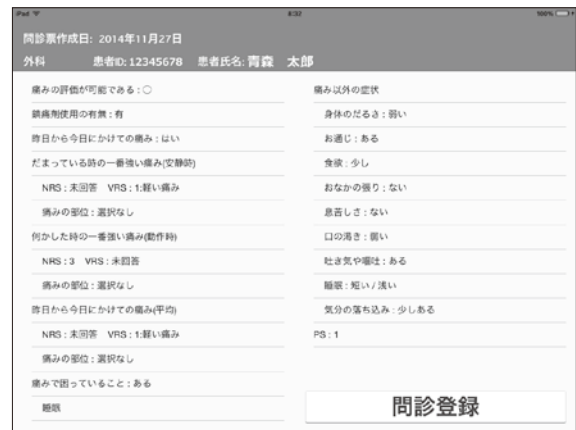 iPad
8:32
100%
問診票作成日: 2014年11月27日
外科 患者ID: 12345678 患者氏名: 青森 太郎
痛みの評価が可能である:○
鎮痛剤使用の有無:有
昨日から今日にかけての痛み:はい
だまっている時の一番強い痛み(安静時)
NRS:未回答 VRS:1:軽い痛み
痛みの部位:選択なし
何かした時の一番強い痛み(動作時)
NRS:3 VRS:未回答
痛みの部位:選択なし
昨日から今日にかけての痛み(平均)
NRS:未回答 VRS:1:軽い痛み
痛みの部位:選択なし
痛みで困っていること:ある
睡眠
痛み以外の症状
身体のだるさ:弱い
お通じ:ある
食欲:少し
おなかの張り:ない
息苦しさ:ない
口の渇き:弱い
吐き気や嘔吐:ある
睡眠:短い/浅い
気分の落ち込み:少しある
PS:1
問診登録